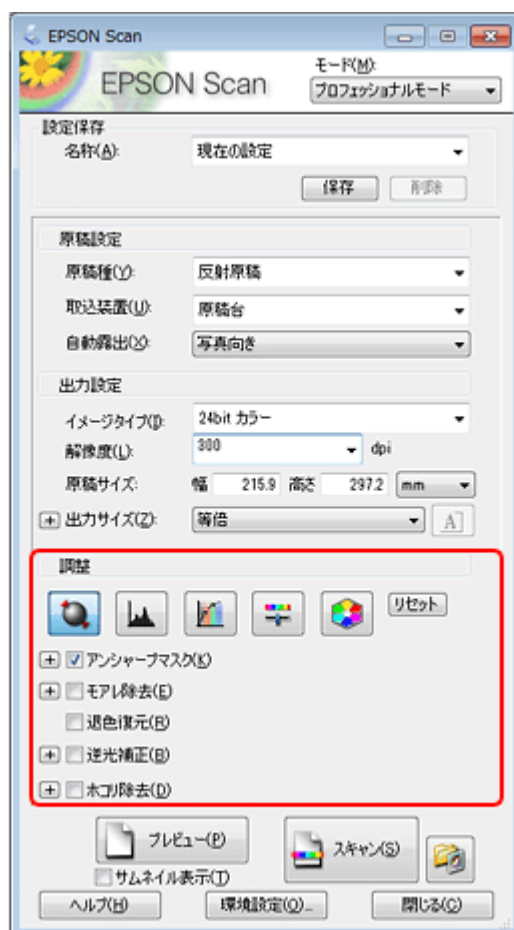 EPSON Scan
EPSON Scan
モード(M):
プロフェッショナルモード
設定保存
名称(A):
現在の設定
保存
削除
原稿設定
原稿種(Y):
反射原稿
取込装置(U):
原稿台
自動露出(X):
写真向き
出力設定
イメージタイプ(I):
24bit カラー
解像度(L):
300
dpi
原稿サイズ:
幅 215.9 高さ 297.2 mm
+ 出力サイズ(Z):
等倍
A
調整
リセット
+ アンシャープマスク(K)
+ モアレ除去(E)
退色復元(R)
+ 逆光補正(B)
+ ホコリ除去(D)
プレビュー(P)
スキャン(S)
サムネイル表示(T)
ヘルプ(H)
環境設定(O)...
閉じる(C)